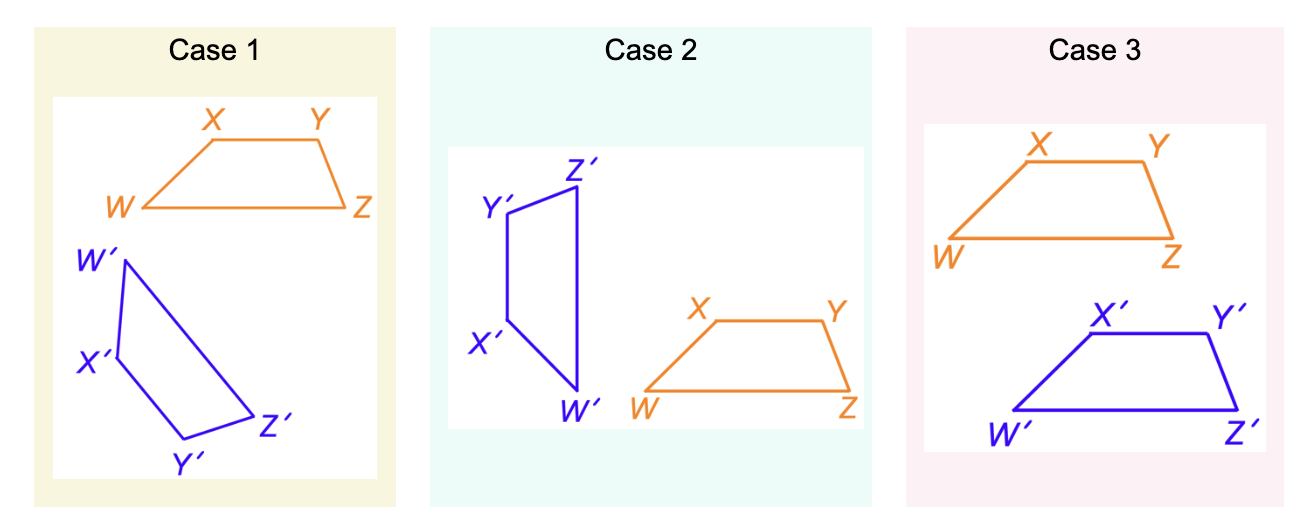 Case 1
X Y
W Z
W′
X′
Z′
Y′
Case 2
Z′
Y′
X Y
X′
W′ W Z
Case 3
X Y
W Z
X′ Y′
W′ Z′